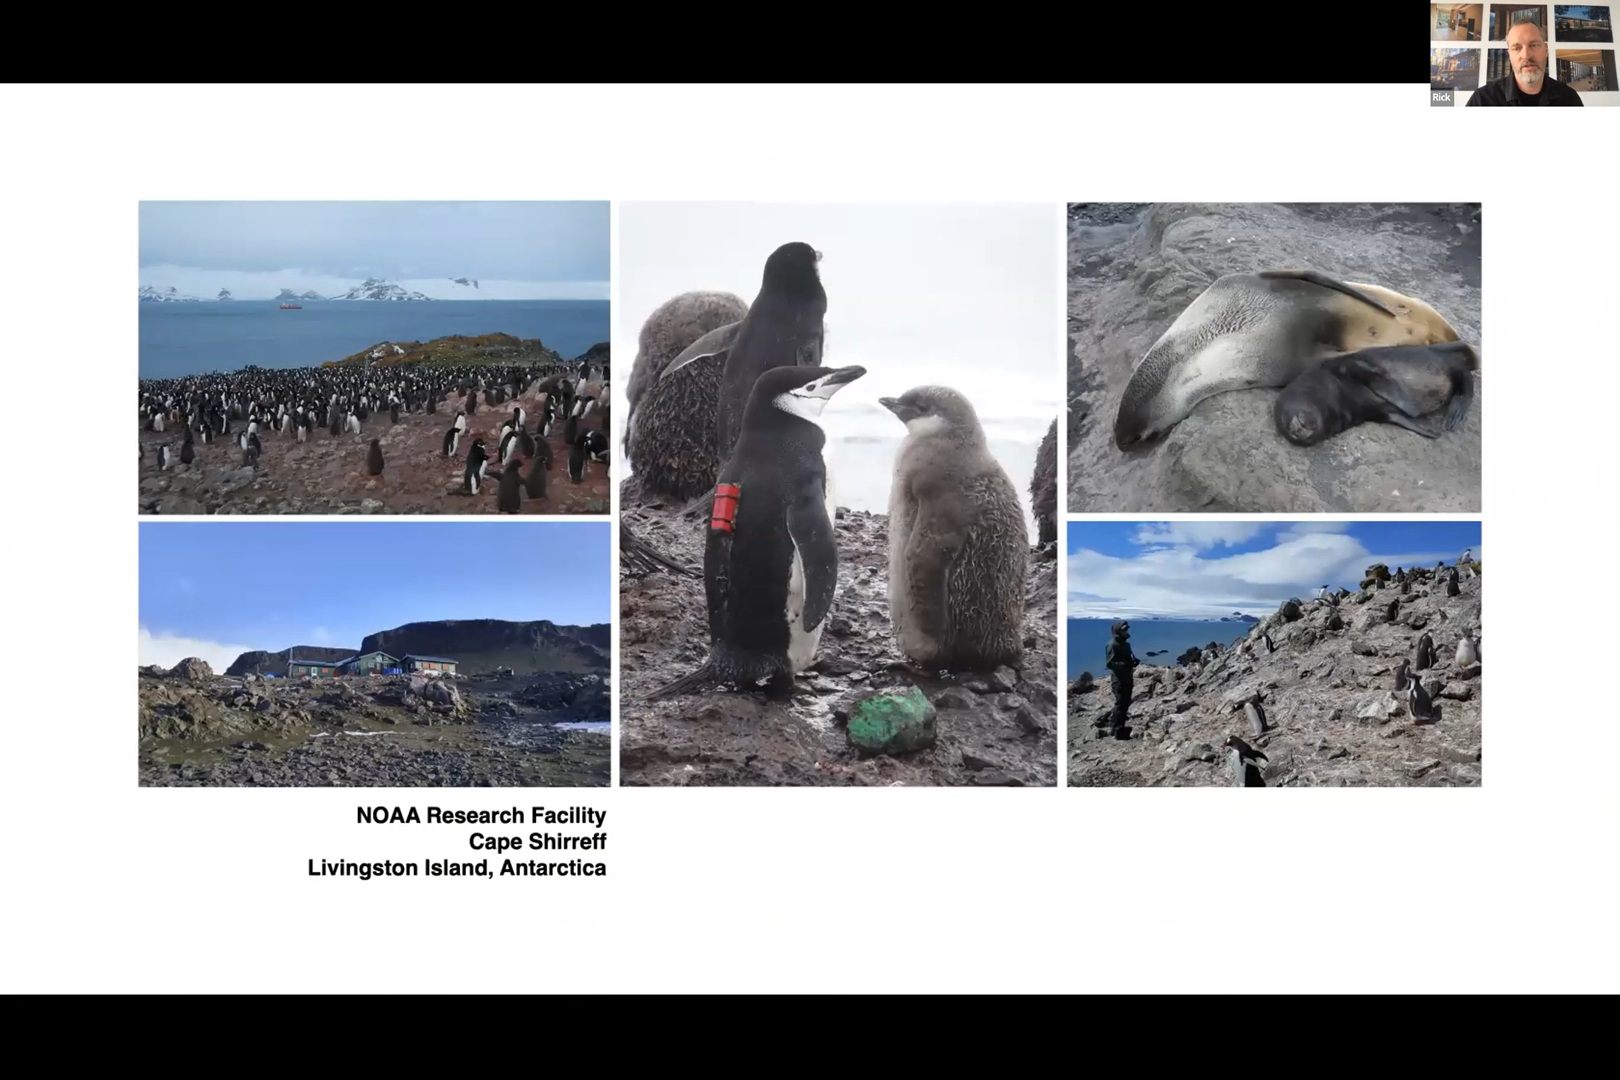 Rick
NOAA Research Facility
Cape Shirreff
Livingston Island, Antarctica